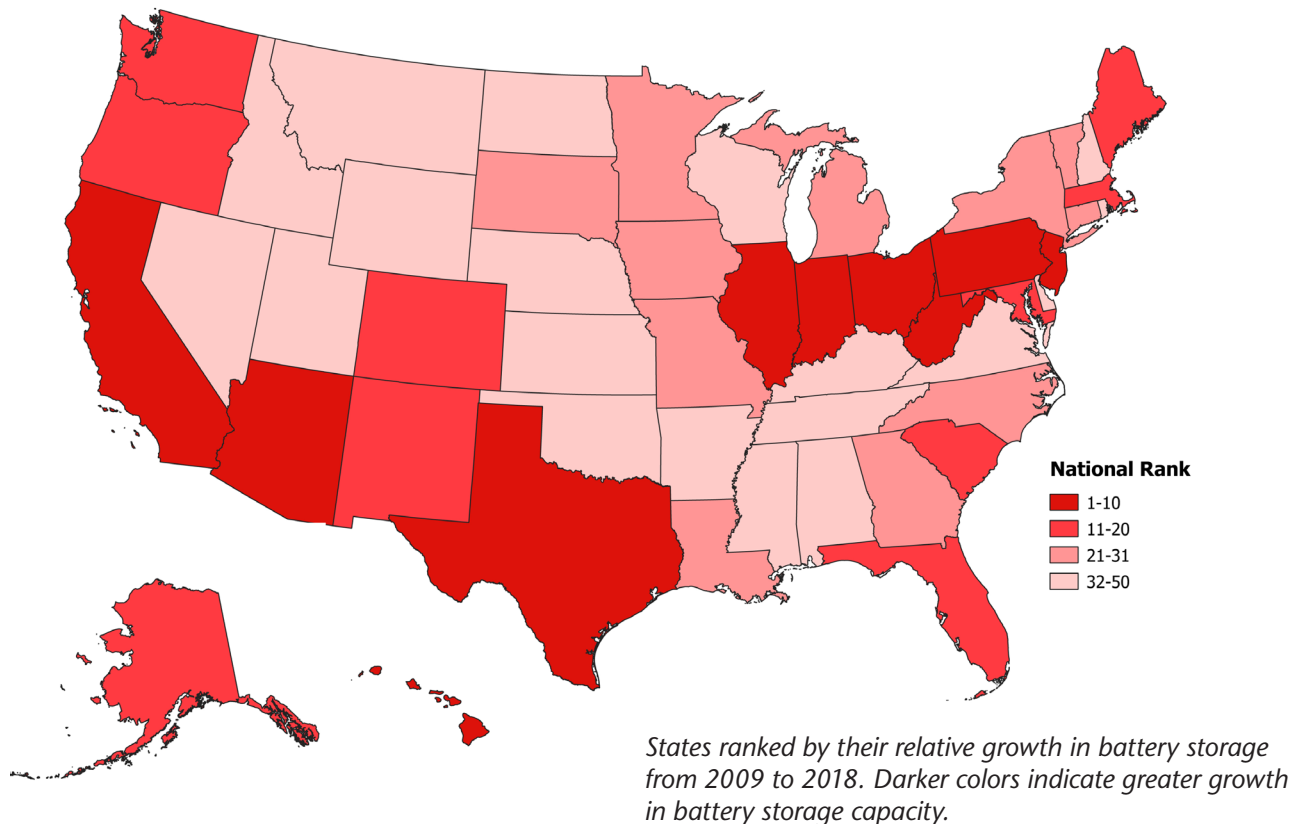 National Rank
1-10
11-20
21-31
32-50
States ranked by their relative growth in battery storage
from 2009 to 2018. Darker colors indicate greater growth
in battery storage capacity.